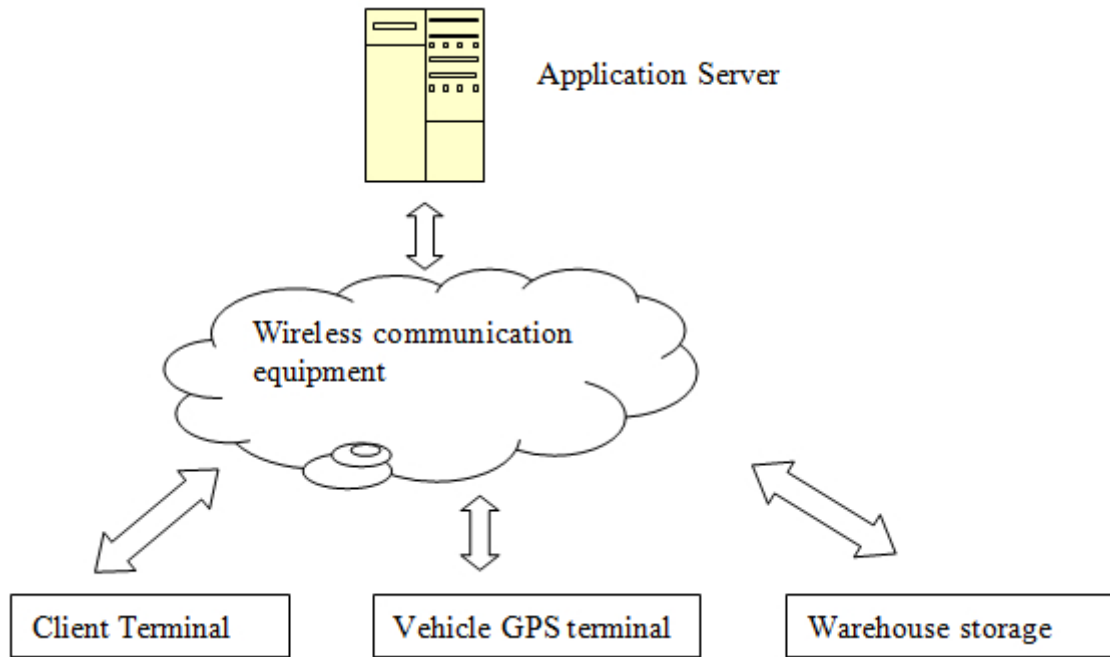 Application Server
Wireless communication
equipment
Client Terminal
Vehicle GPS terminal
Warehouse storage